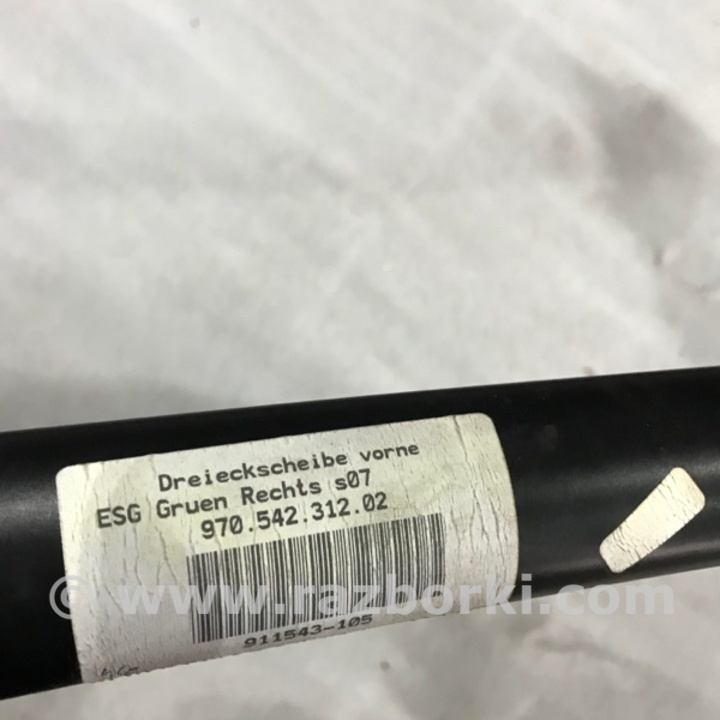 Dreieckscheibe vorne
ESG Gruen Rechts s07
970.542.312.02
© www.razborki.com
911543-105